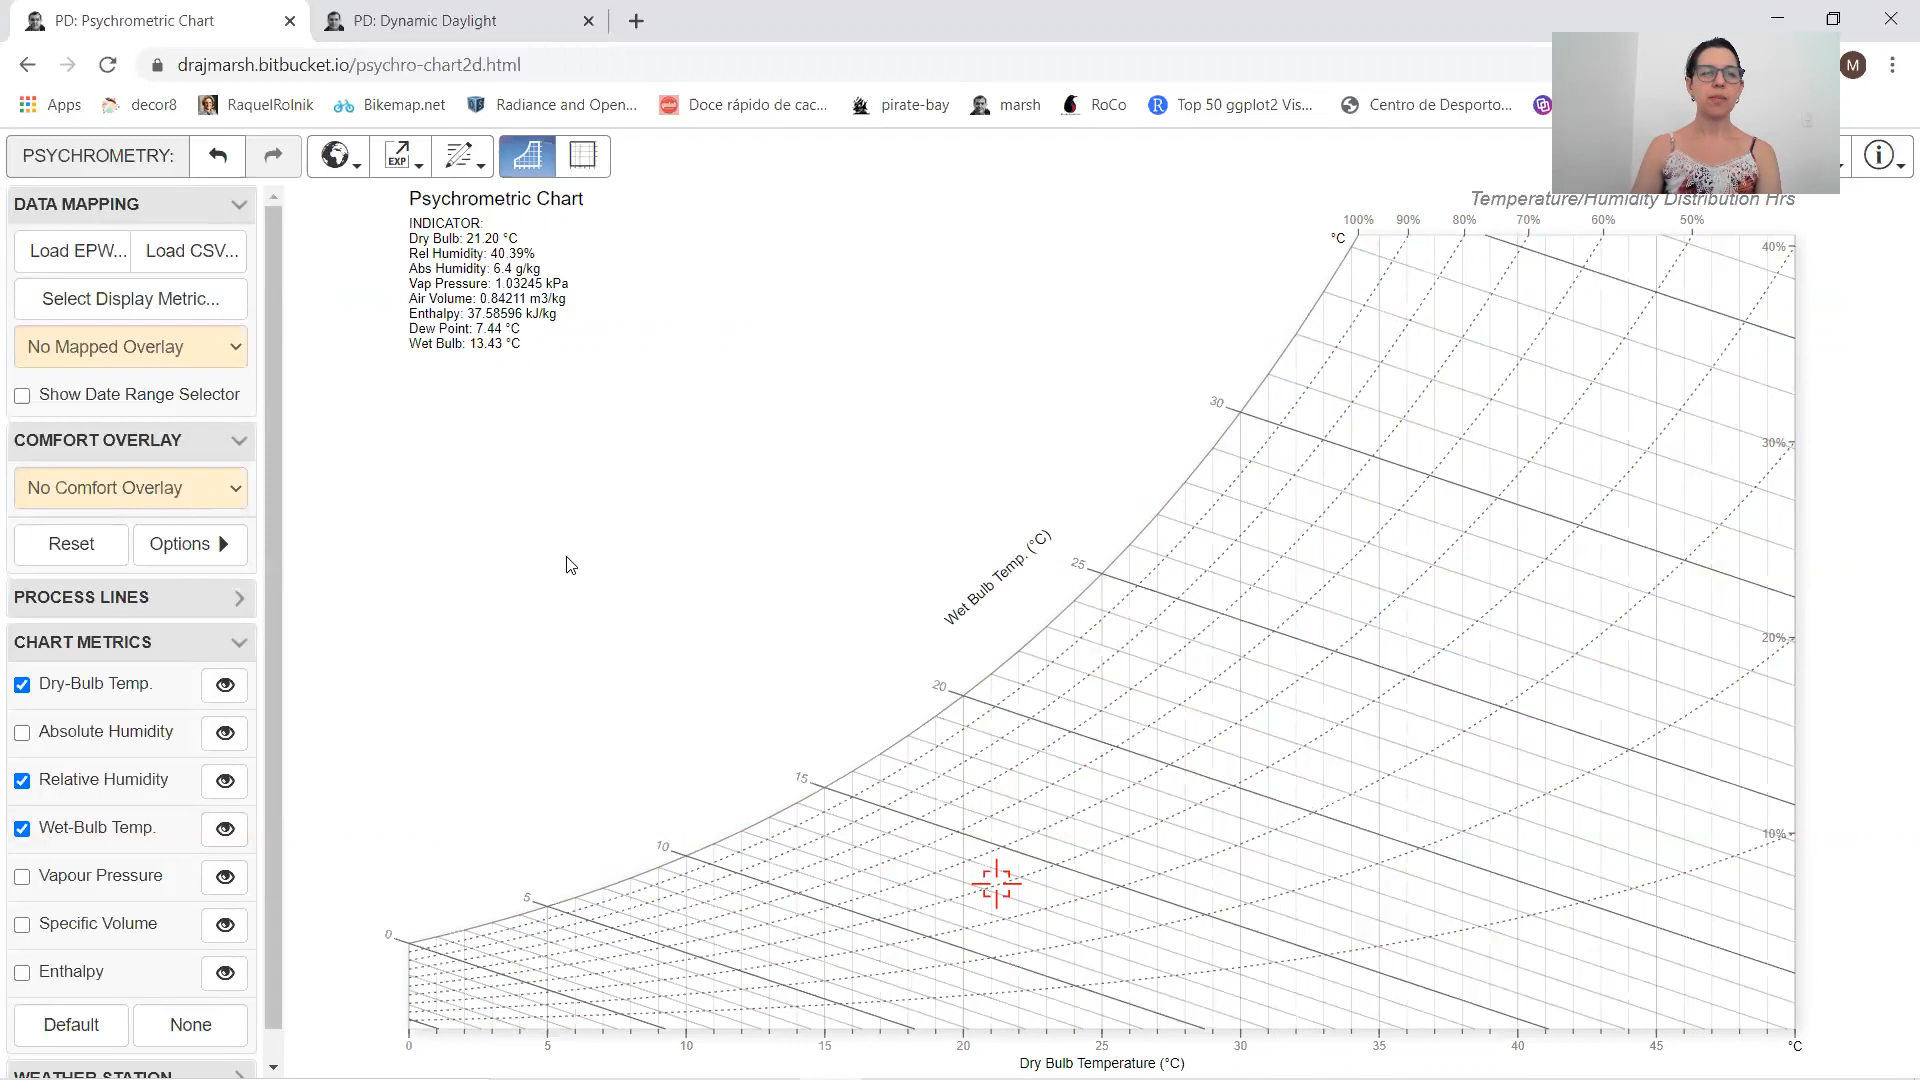 PD: Psychrometric Chart
PD: Dynamic Daylight
drajmarsh.bitbucket.io/psychro-chart2d.html
M
Apps
decor8
RaquelRolnik
Bikemap.net
Radiance and Open...
Doce rápido de cac...
pirate-bay
marsh
RoCo
R
Top 50 ggplot2 Vis...
Centro de Desporto...
PSYCHROMETRY:
EXP
DATA MAPPING
Load EPW...
Load CSV...
Select Display Metric...
No Mapped Overlay
Show Date Range Selector
COMFORT OVERLAY
No Comfort Overlay
Reset
Options
PROCESS LINES
CHART METRICS
Dry-Bulb Temp.
Absolute Humidity
Relative Humidity
Wet-Bulb Temp.
Vapour Pressure
Specific Volume
Enthalpy
Default
None
WEATHER STATION
Psychrometric Chart
INDICATOR:
Dry Bulb: 21.20 °C
Rel Humidity: 40.39%
Abs Humidity: 6.4 g/kg
Vap Pressure: 1.03245 kPa
Air Volume: 0.84211 m3/kg
Enthalpy: 37.58596 kJ/kg
Dew Point: 7.44 °C
Wet Bulb: 13.43 °C
Temperature/Humidity Distribution Hrs
100% 90% 80% 70% 60% 50%
°C
40%
30%
20%
10%
Wet Bulb Temp. (°C)
30
25
20
15
10
5
0
0 5 10 15 20 25 30 35 40 45 °C
Dry Bulb Temperature (°C)